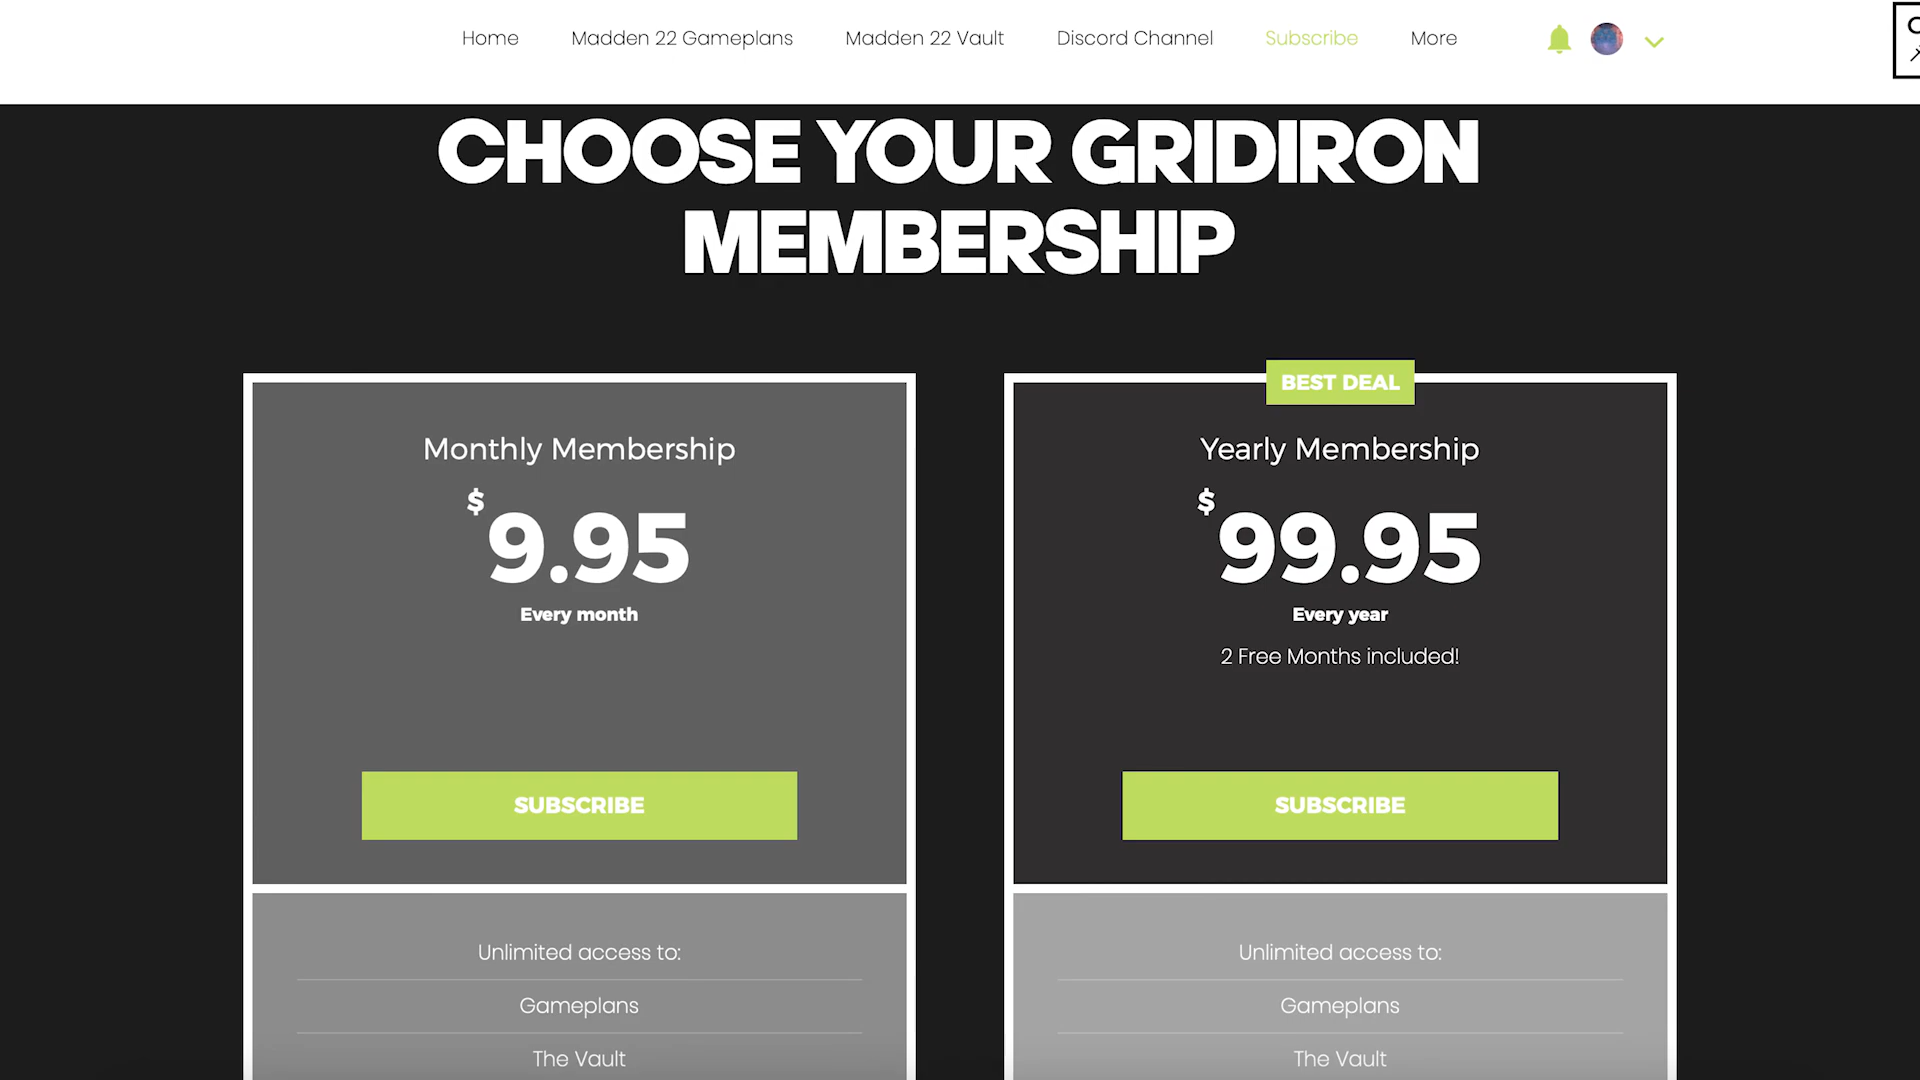 Home Madden 22 Gameplans Madden 22 Vault Discord Channel Subscribe More
CHOOSE YOUR GRIDIRON
MEMBERSHIP
Monthly Membership
$9.95
Every month
SUBSCRIBE
Unlimited access to:
Gameplans
The Vault
BEST DEAL
Yearly Membership
$99.95
Every year
2 Free Months included!
SUBSCRIBE
Unlimited access to:
Gameplans
The Vault